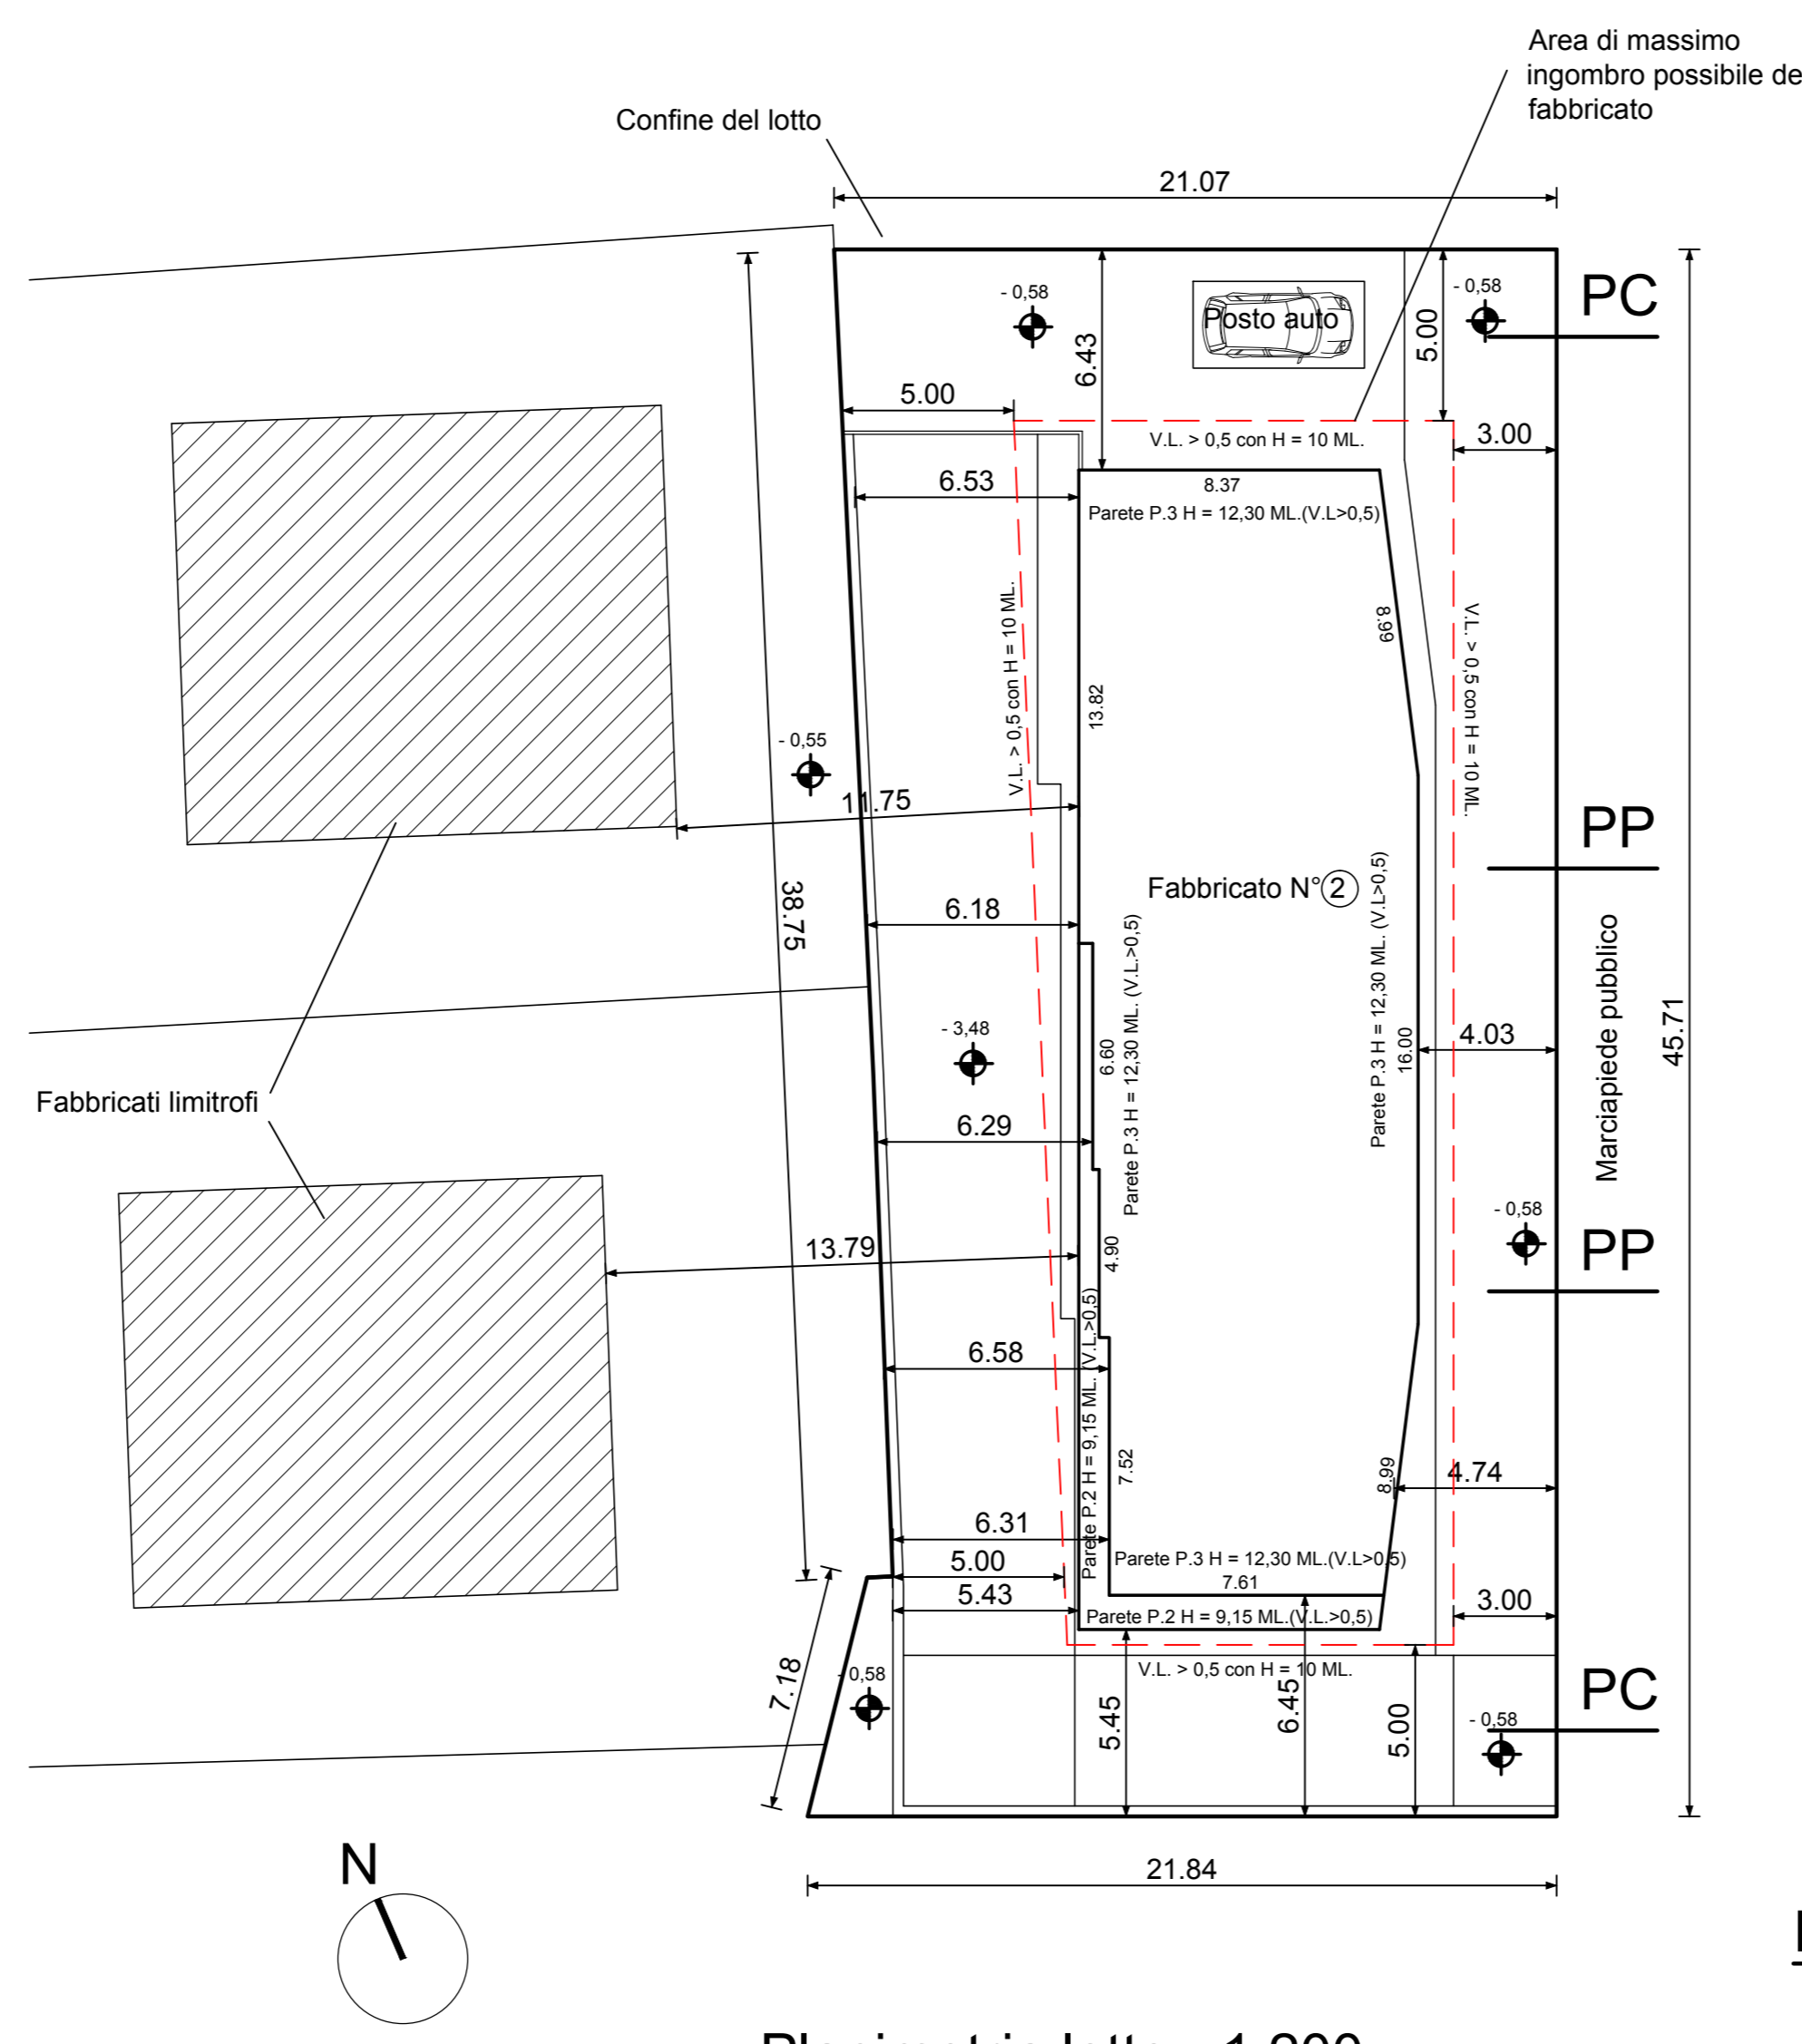 Area di massimo
ingombro possibile de
fabbricato
Confine del lotto
21.07
- 0,58
- 0,58
PC
Posto auto
5.00
6.43
5.00
V.L. > 0,5 con H = 10 ML.
3.00
6.53
8.37
Parete P.3 H = 12,30 ML.(V.L>0,5)
V.L. > 0,5 con H = 10 ML.
8.99
V.L. > 0,5 con H = 10 ML.
13.82
- 0,55
11.75
PP
38.75
Fabbricato N° 2
6.18
Parete P.3 H = 12,30 ML. (V.L.>0,5)
Parete P.3 H = 12,30 ML. (V.L>0,5)
Marciapiede pubblico
45.71
- 3,48
6.60
16.00
4.03
Fabbricati limitrofi
6.29
- 0,58
PP
13.79
4.90
6.58
Parete P.2 H = 9,15 ML. (V.L.>0,5)
7.52
8.99
4.74
6.31
5.00
Parete P.3 H = 12,30 ML.(V.L>0,5)
7.61
5.43
Parete P.2 H = 9,15 ML.(V.L.>0,5)
3.00
7.18
- 0,58
V.L. > 0,5 con H = 10 ML.
PC
5.45
6.45
5.00
- 0,58
21.84
N